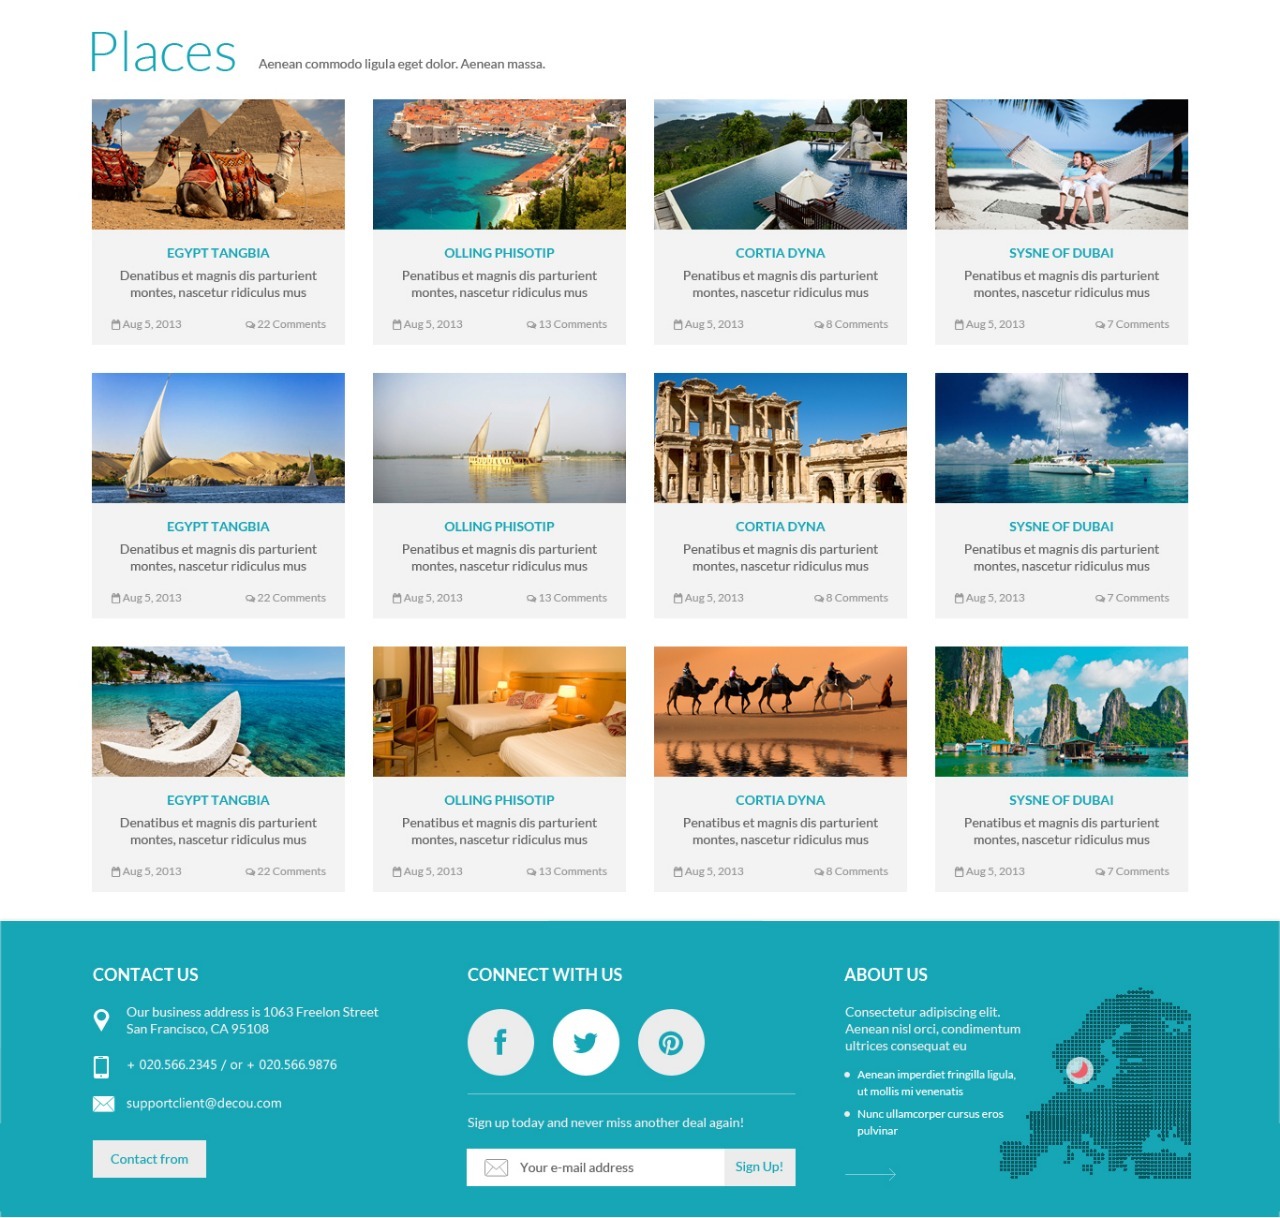 Places
Aenean commodo ligula eget dolor. Aenean massa.
EGYPT TANGBIA
Denatibus et magnis dis parturient
montes, nascetur ridiculus mus
Aug 5, 2013
22 Comments
OLLING PHISOTIP
Penatibus et magnis dis parturient
montes, nascetur ridiculus mus
Aug 5, 2013
13 Comments
CORTIA DYNA
Penatibus et magnis dis parturient
montes, nascetur ridiculus mus
Aug 5, 2013
8 Comments
SYSNE OF DUBAI
Penatibus et magnis dis parturient
montes, nascetur ridiculus mus
Aug 5, 2013
7 Comments
EGYPT TANGBIA
Denatibus et magnis dis parturient
montes, nascetur ridiculus mus
Aug 5, 2013
22 Comments
OLLING PHISOTIP
Penatibus et magnis dis parturient
montes, nascetur ridiculus mus
Aug 5, 2013
13 Comments
CORTIA DYNA
Penatibus et magnis dis parturient
montes, nascetur ridiculus mus
Aug 5, 2013
8 Comments
SYSNE OF DUBAI
Penatibus et magnis dis parturient
montes, nascetur ridiculus mus
Aug 5, 2013
7 Comments
EGYPT TANGBIA
Denatibus et magnis dis parturient
montes, nascetur ridiculus mus
Aug 5, 2013
22 Comments
OLLING PHISOTIP
Penatibus et magnis dis parturient
montes, nascetur ridiculus mus
Aug 5, 2013
13 Comments
CORTIA DYNA
Penatibus et magnis dis parturient
montes, nascetur ridiculus mus
Aug 5, 2013
8 Comments
SYSNE OF DUBAI
Penatibus et magnis dis parturient
montes, nascetur ridiculus mus
Aug 5, 2013
7 Comments
CONTACT US
Our business address is 1063 Freelon Street
San Francisco, CA 95108
+ 020.566.2345 / or + 020.566.9876
supportclient@decou.com
Contact from
CONNECT WITH US
Sign up today and never miss another deal again!
Your e-mail address
Sign Up!
ABOUT US
Consectetur adipiscing elit.
Aenean nisl orci, condimentum
ultrices consequat eu
Aenean imperdiet fringilla ligula,
ut mollis mi venenatis
Nunc ullamcorper cursus eros
pulvinar